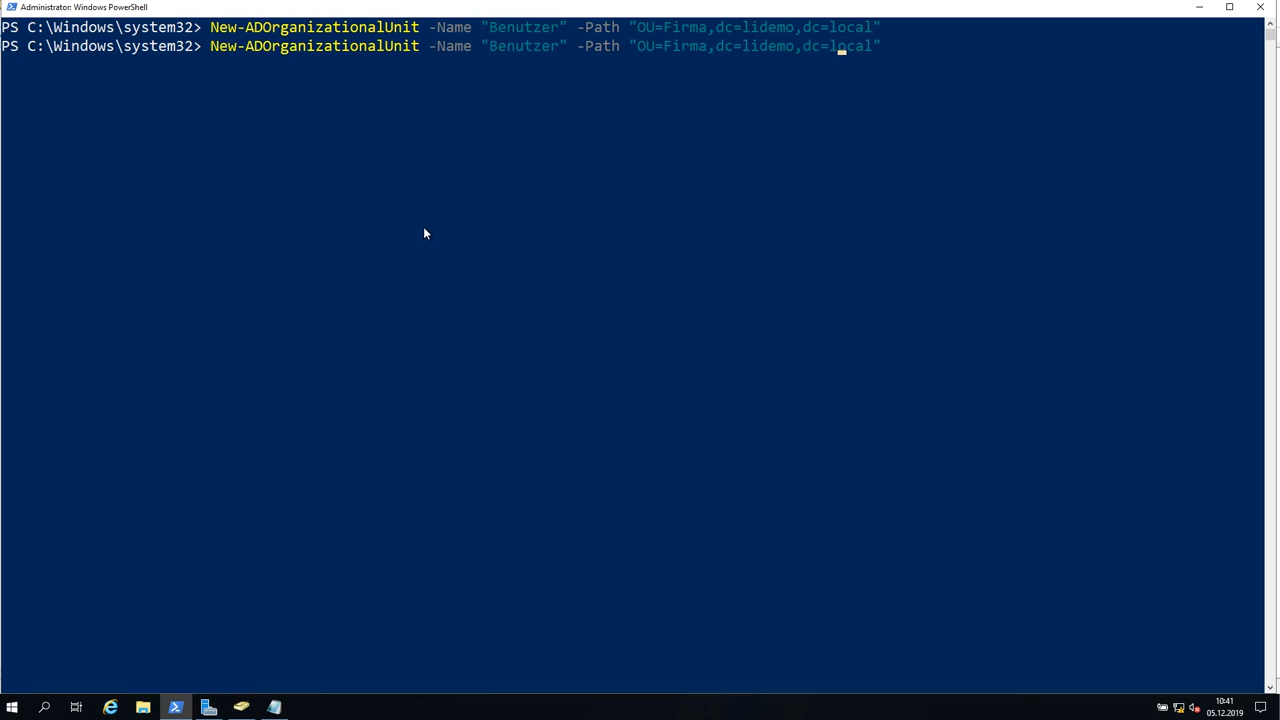 Administrator: Windows PowerShell
PS C:\Windows\system32> New-ADOrganizationalUnit -Name "Benutzer" -Path "OU=Firma,dc=lidemo,dc=local"
PS C:\Windows\system32> New-ADOrganizationalUnit -Name "Benutzer" -Path "OU=Firma,dc=lidemo,dc=local"
10:41
05.12.2019